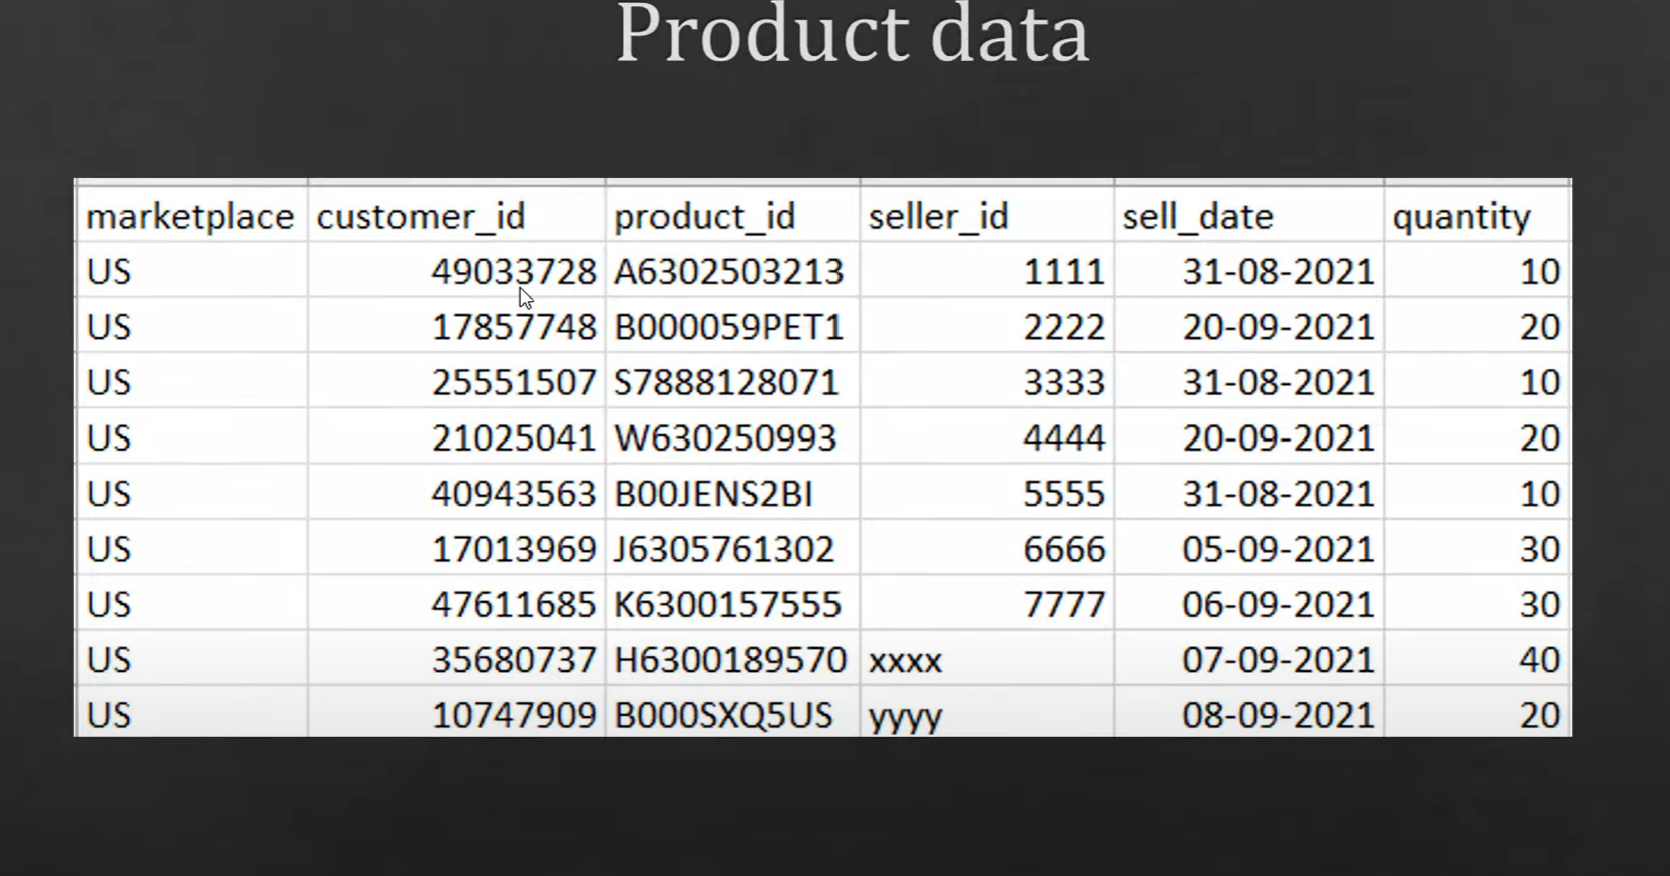 Product data
marketplace customer_id product_id seller_id sell_date quantity
US 49033728 A6302503213 1111 31-08-2021 10
US 17857748 B000059PET1 2222 20-09-2021 20
US 25551507 S7888128071 3333 31-08-2021 10
US 21025041 W630250993 4444 20-09-2021 20
US 40943563 B00JENS2BI 5555 31-08-2021 10
US 17013969 J6305761302 6666 05-09-2021 30
US 47611685 K6300157555 7777 06-09-2021 30
US 35680737 H6300189570 xxxx 07-09-2021 40
US 10747909 B000SXQ5US yyyy 08-09-2021 20